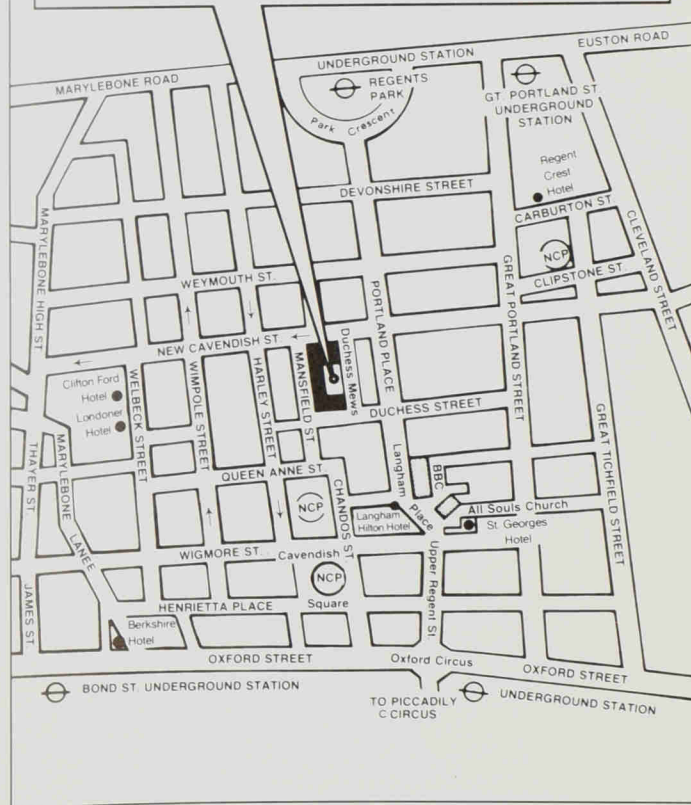 EUSTON ROAD
UNDERGROUND STATION
MARYLEBONE ROAD
REGENTS
PARK
GT. PORTLAND ST.
UNDERGROUND
STATION
Park Crescent
Regent
Crest
Hotel
DEVONSHIRE STREET
CARBURTON ST.
CLEVELAND STREET
MARYLEBONE HIGH ST.
NCP
WEYMOUTH ST.
CLIPSTONE ST.
PORTLAND PLACE
GREAT PORTLAND STREET
NEW CAVENDISH ST.
Duchess Mews
Clifton Ford
Hotel
Londoner
Hotel
WELBECK STREET
WIMPOLE STREET
HARLEY STREET
MANSFIELD ST.
DUCHESS STREET
GREAT TICHFIELD STREET
THAYER ST.
MARYLEBONE LANEE
QUEEN ANNE ST.
Langham Place
BBC
NCP
CHANDOS ST.
Langham
Hilton Hotel
All Souls Church
St. Georges
Hotel
WIGMORE ST.
Cavendish
NCP
Square
Upper Regent St.
JAMES ST
HENRIETTA PLACE
Berkshire
Hotel
OXFORD STREET
Oxford Circus
OXFORD STREET
BOND ST. UNDERGROUND STATION
UNDERGROUND STATION
TO PICCADILY
C CIRCUS